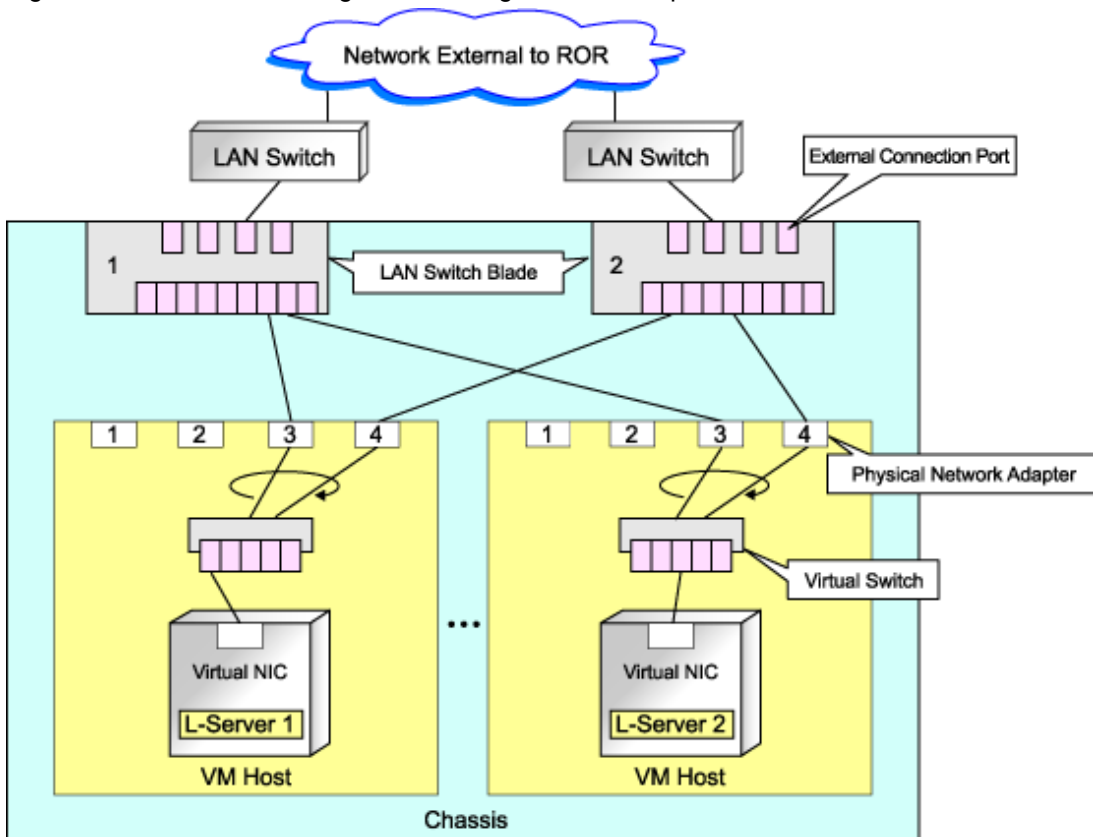 Network External to ROR
LAN Switch
LAN Switch
External Connection Port
1
LAN Switch Blade
2
1 2 3 4
1 2 3 4
Physical Network Adapter
Virtual Switch
Virtual NIC
L-Server 1
VM Host
...
Virtual NIC
L-Server 2
VM Host
Chassis